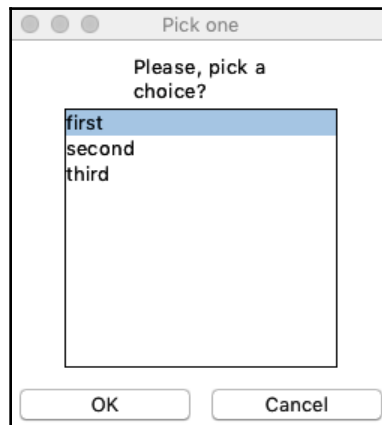 Pick one
Please, pick a
choice?
first
second
third
OK
Cancel